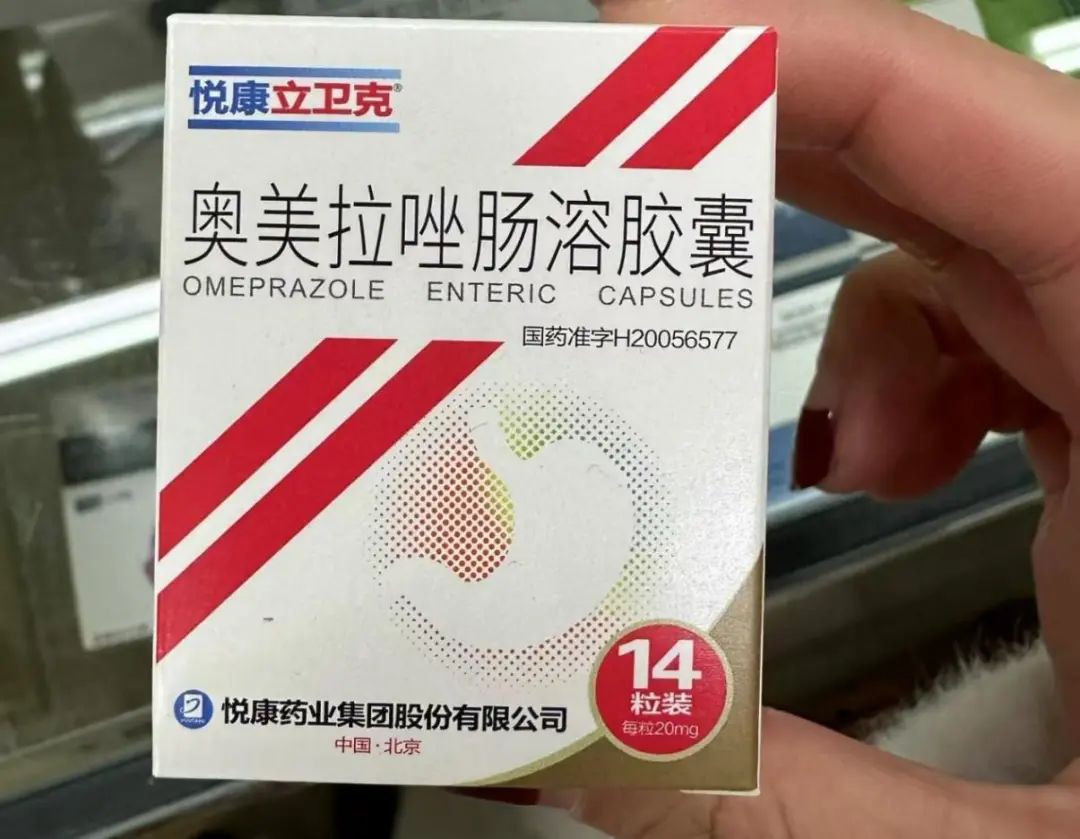 悦康立卫克®
奥美拉唑肠溶胶囊
OMEPRAZOLE ENTERIC CAPSULES
国药准字H20056577
14
粒装
每粒20mg
悦康药业集团股份有限公司
中国·北京